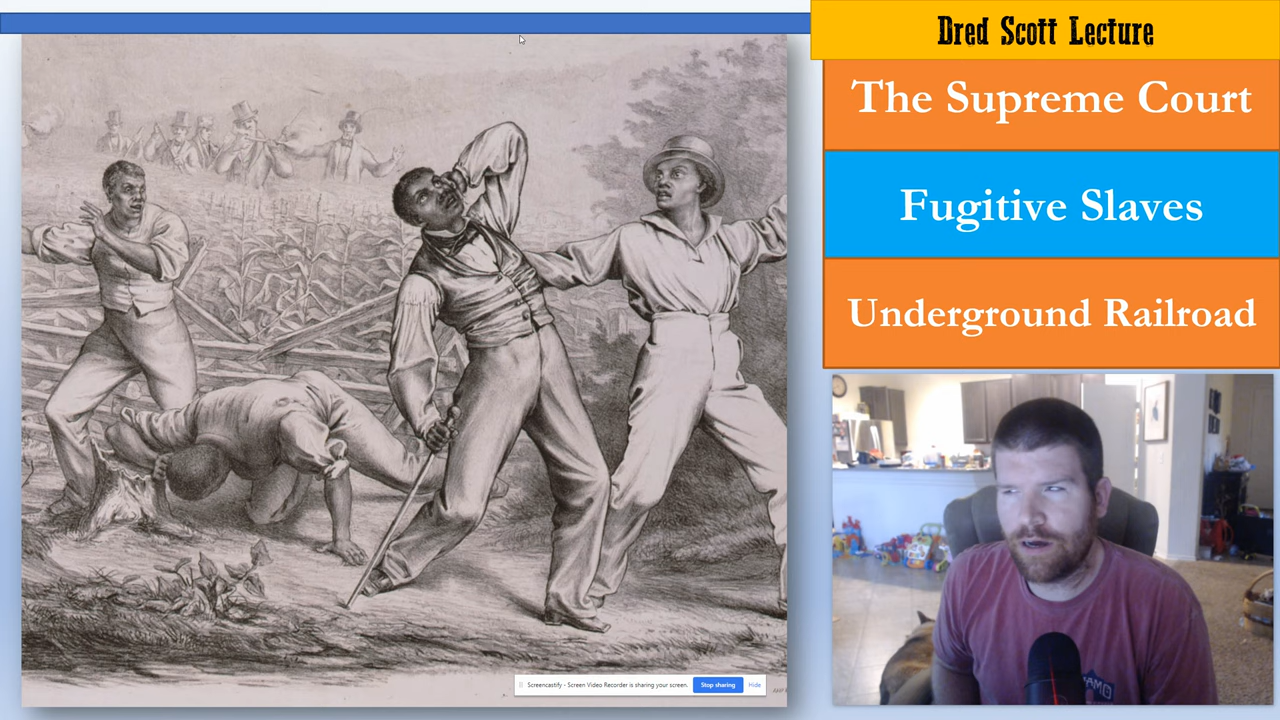 Dred Scott Lecture
The Supreme Court
Fugitive Slaves
Underground Railroad
Screencastify - Screen Video Recorder is sharing your screen.
Stop sharing
Hide